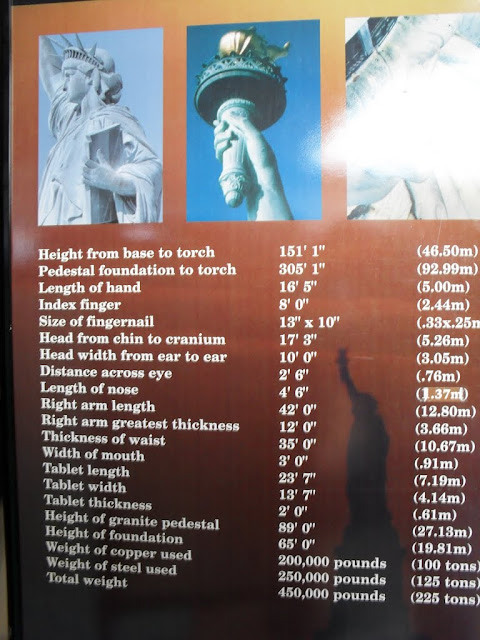 Height from base to torch 151' 1" (46.50m)
Pedestal foundation to torch 305' 1" (92.99m)
Length of hand 16' 5" (5.00m)
Index finger 8' 0" (2.44m)
Size of fingernail 13" x 10" (.33x.25m
Head from chin to cranium 17' 3" (5.26m)
Head width from ear to ear 10' 0" (3.05m)
Distance across eye 2' 6" (.76m)
Length of nose 4' 6" (1.37m)
Right arm length 42' 0" (12.80m)
Right arm greatest thickness 12' 0" (3.66m)
Thickness of waist 35' 0" (10.67m)
Width of mouth 3' 0" (.91m)
Tablet length 23' 7" (7.19m)
Tablet width 13' 7" (4.14m)
Tablet thickness 2' 0" (.61m)
Height of granite pedestal 89' 0" (27.13m)
Height of foundation 65' 0" (19.81m)
Weight of copper used 200,000 pounds (100 tons)
Weight of steel used 250,000 pounds (125 tons)
Total weight 450,000 pounds (225 tons)